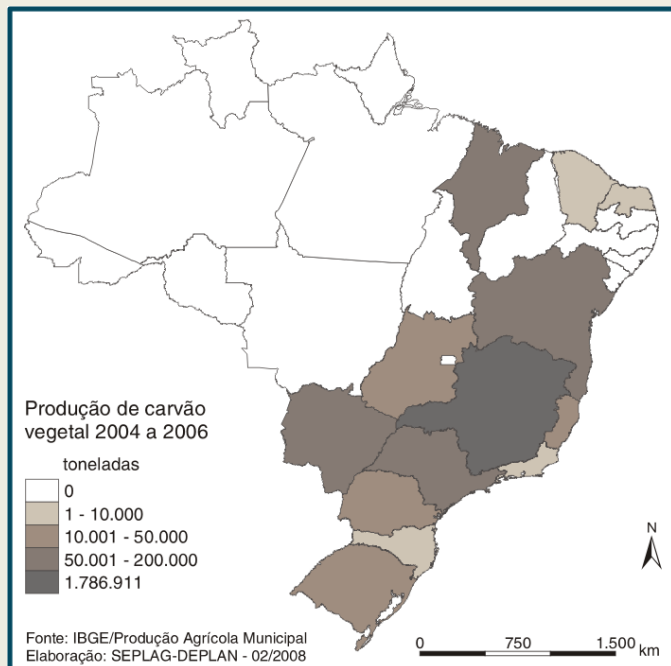 Produção de carvão
vegetal 2004 a 2006
toneladas
0
1 - 10.000
10.001 - 50.000
50.001 - 200.000
1.786.911
N
Fonte: IBGE/Produção Agrícola Municipal
Elaboração: SEPLAG-DEPLAN - 02/2008
0 750 1.500 km